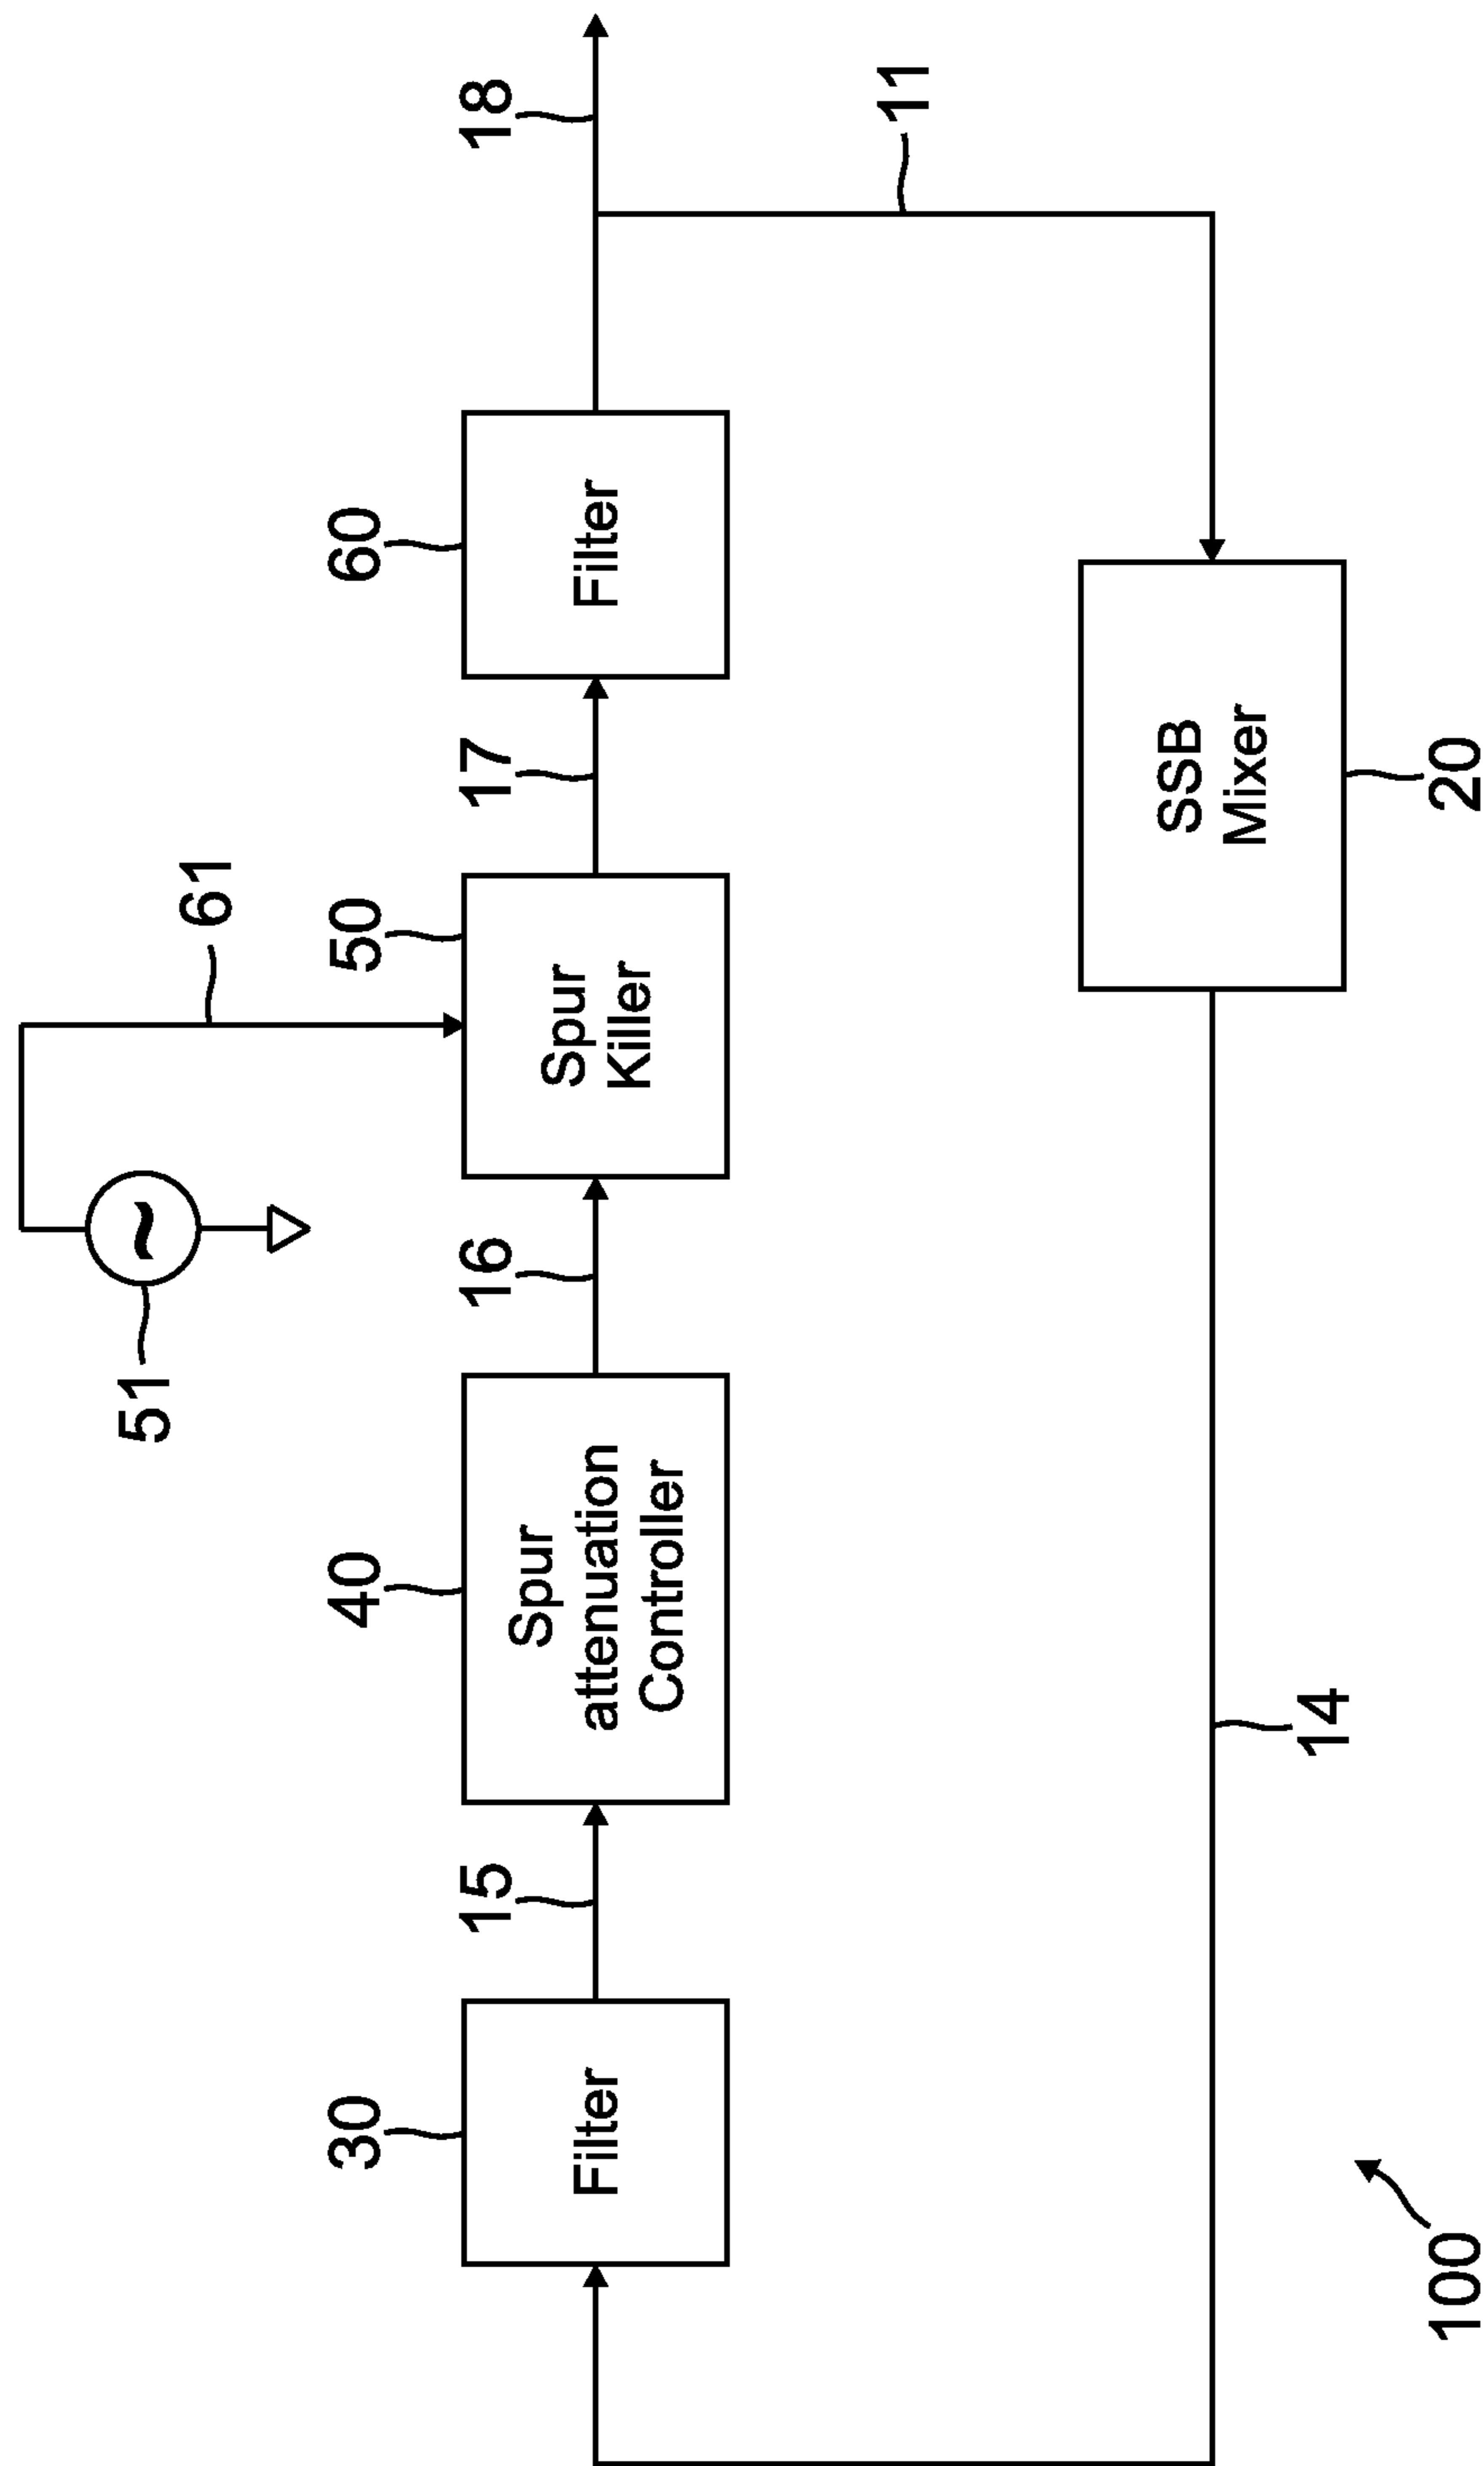 51
61
30
15
40
16
50
17
60
18
Filter
Spur
attenuation
Controller
Spur
Killer
Filter
11
14
SSB
Mixer
100
20